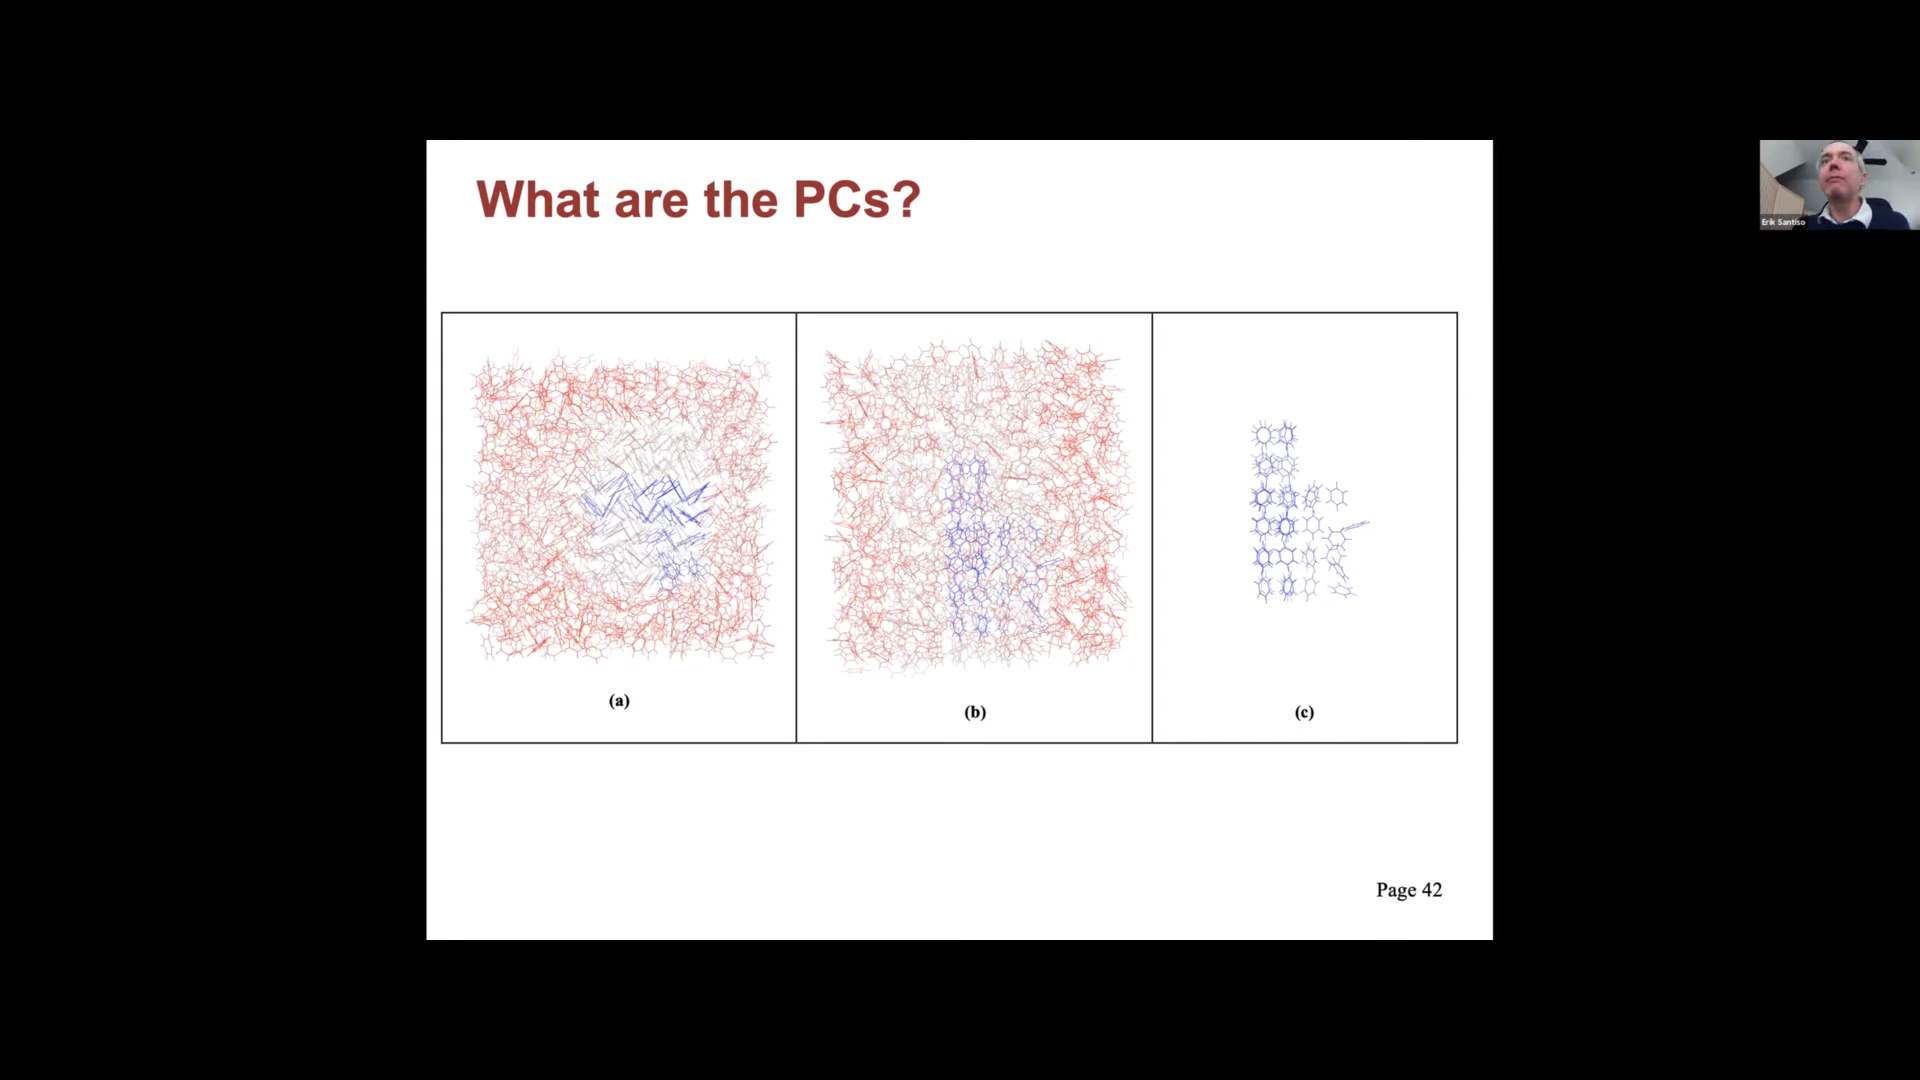 What are the PCs?
Erik Santiso
(a)
(b)
(c)
Page 42